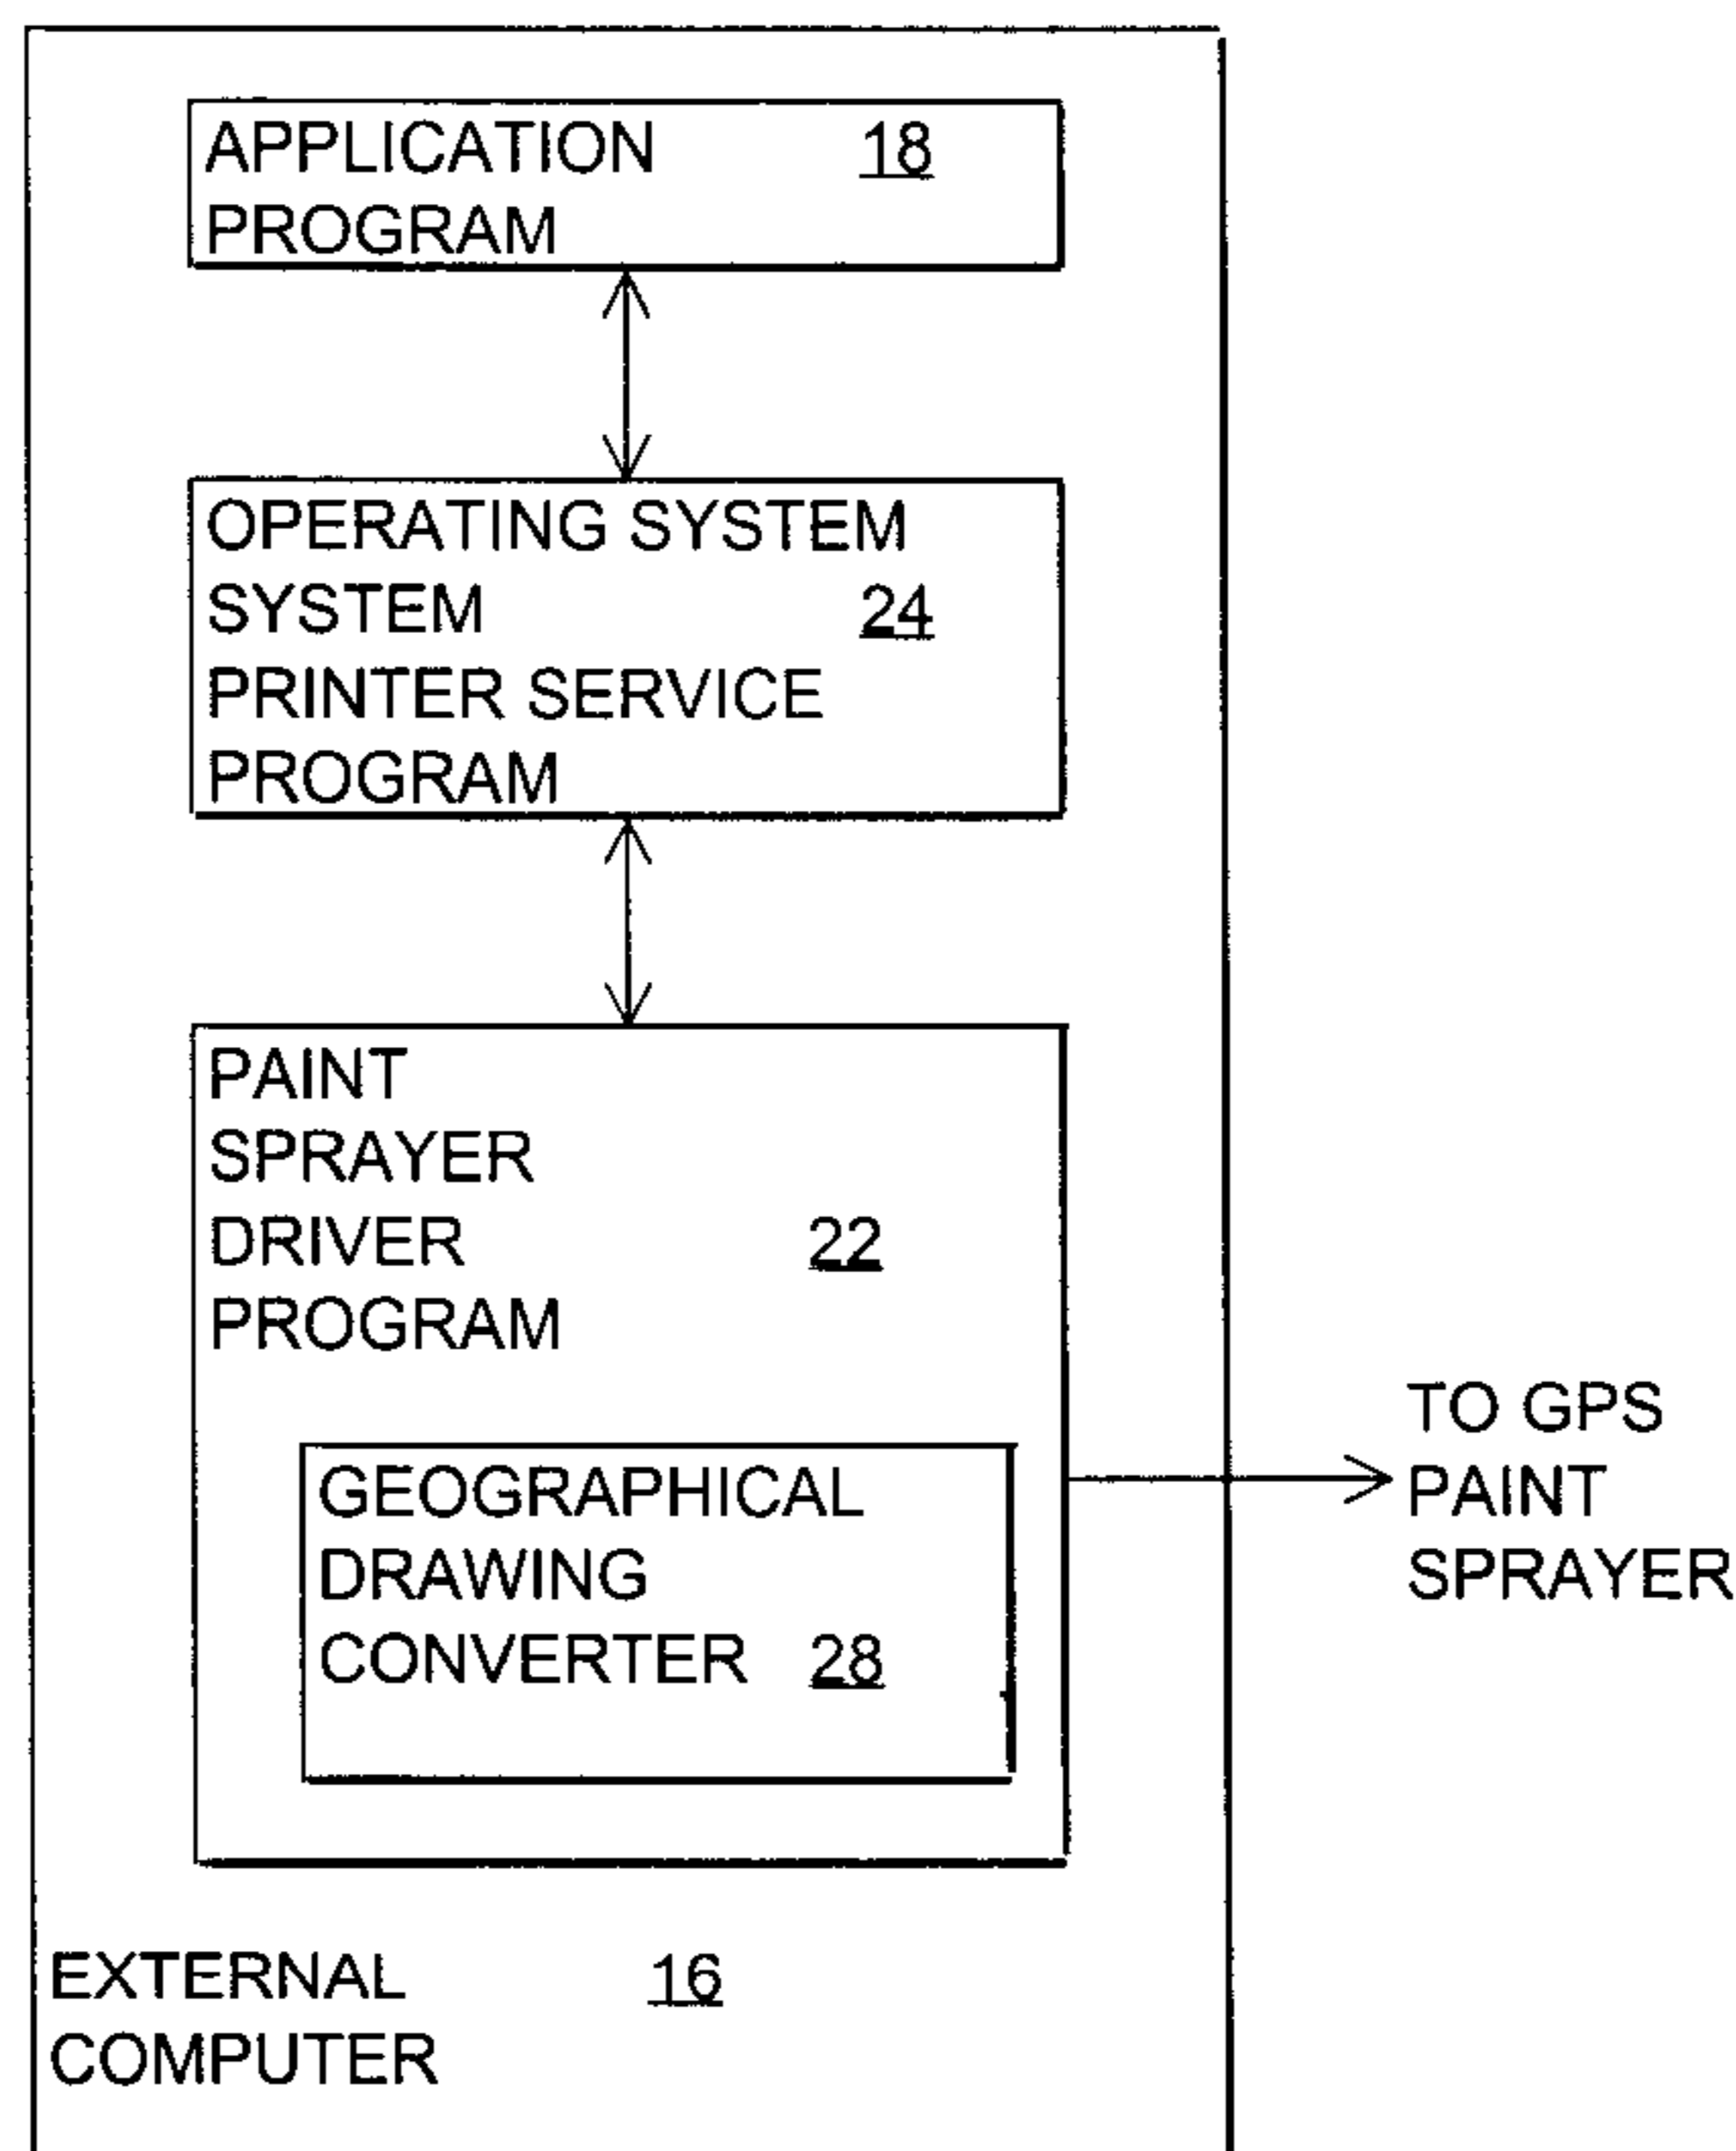 APPLICATION 18
PROGRAM
OPERATING SYSTEM
SYSTEM 24
PRINTER SERVICE
PROGRAM
PAINT
SPRAYER
DRIVER 22
PROGRAM
GEOGRAPHICAL
DRAWING
CONVERTER 28
TO GPS
PAINT
SPRAYER
EXTERNAL 16
COMPUTER